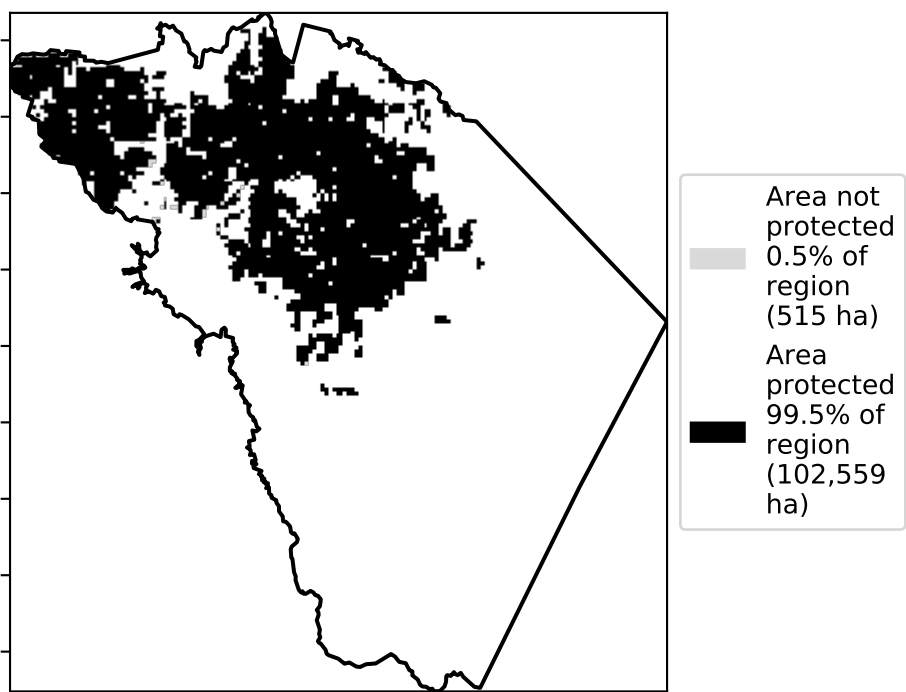 Area not
protected
0.5% of
region
(515 ha)
Area
protected
99.5% of
region
(102,559
ha)